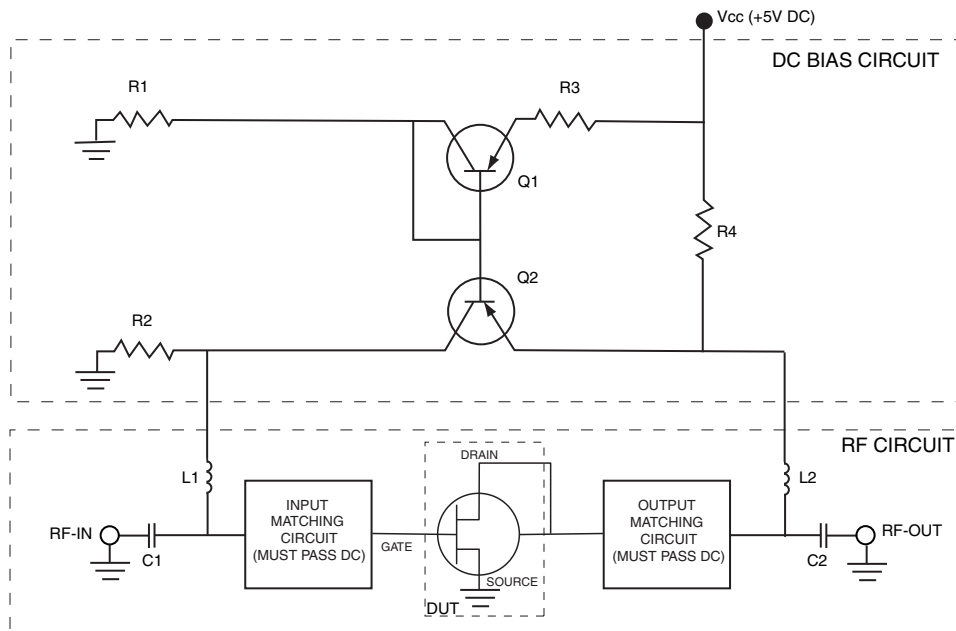 Vcc (+5V DC)
DC BIAS CIRCUIT
R1
R3
Q1
R4
Q2
R2
RF CIRCUIT
DRAIN
L1
L2
INPUT
MATCHING
CIRCUIT
(MUST PASS DC)
OUTPUT
MATCHING
CIRCUIT
(MUST PASS DC)
RF-IN
C1
GATE
SOURCE
DUT
C2
RF-OUT